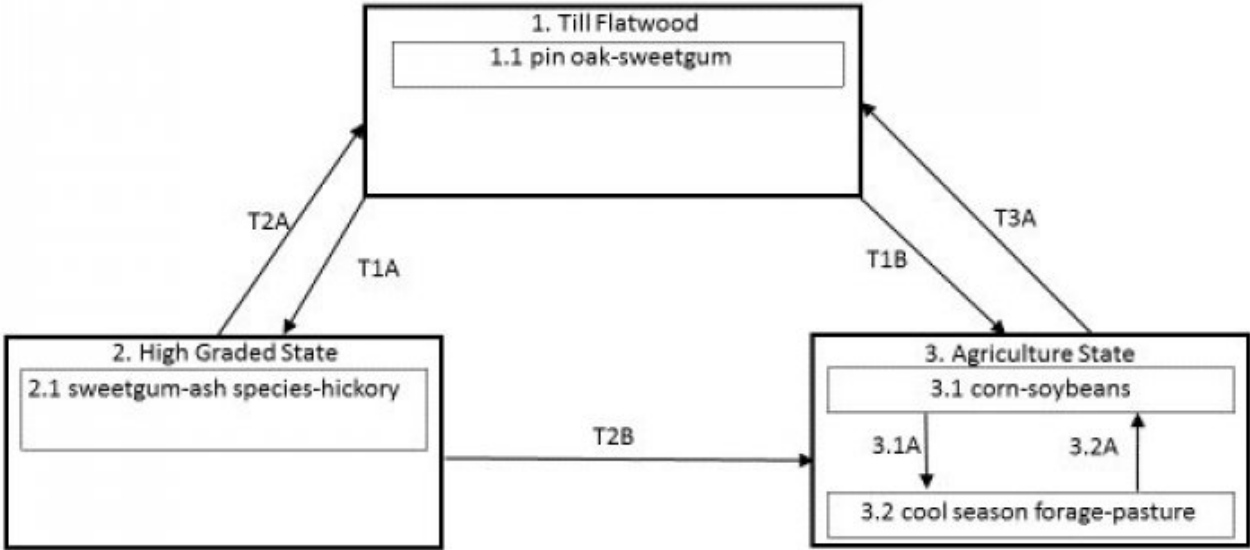 1. Till Flatwood
1.1 pin oak-sweetgum
T2A
T1A
T1B
T3A
2. High Graded State
2.1 sweetgum-ash species-hickory
T2B
3. Agriculture State
3.1 corn-soybeans
3.1A
3.2A
3.2 cool season forage-pasture